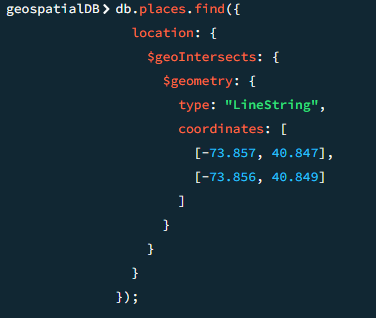 geospatialDB> db.places.find({
location: {
$geoIntersects: {
$geometry: {
type: "LineString",
coordinates: [
[-73.857, 40.847],
[-73.856, 40.849]
]
}
}
}
});